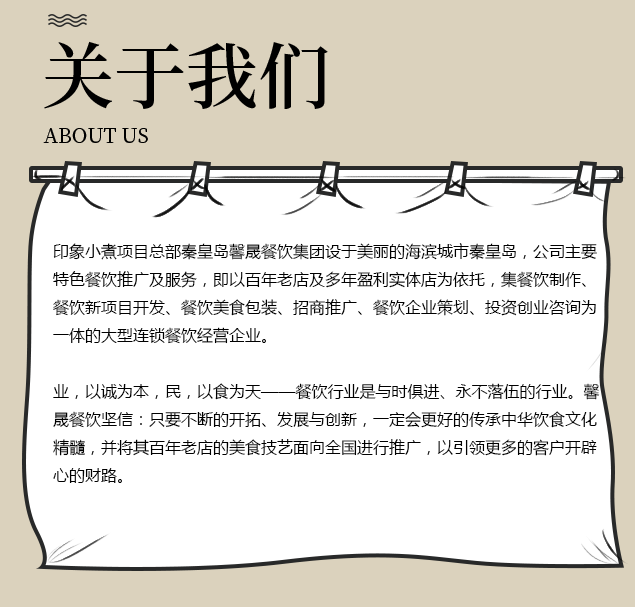 关于我们
ABOUT US
印象小煮项目总部秦皇岛馨晟餐饮集团设于美丽的海滨城市秦皇岛，公司主要
特色餐饮推广及服务，即以百年老店及多年盈利实体店为依托，集餐饮制作、
餐饮新项目开发、餐饮美食包装、招商推广、餐饮企业策划、投资创业咨询为
一体的大型连锁餐饮经营企业。
业，以诚为本，民，以食为天——餐饮行业是与时俱进、永不落伍的行业。馨
晟餐饮坚信：只要不断的开拓、发展与创新，一定会更好的传承中华饮食文化
精髓，并将其百年老店的美食技艺面向全国进行推广，以引领更多的客户开辟
心的财路。